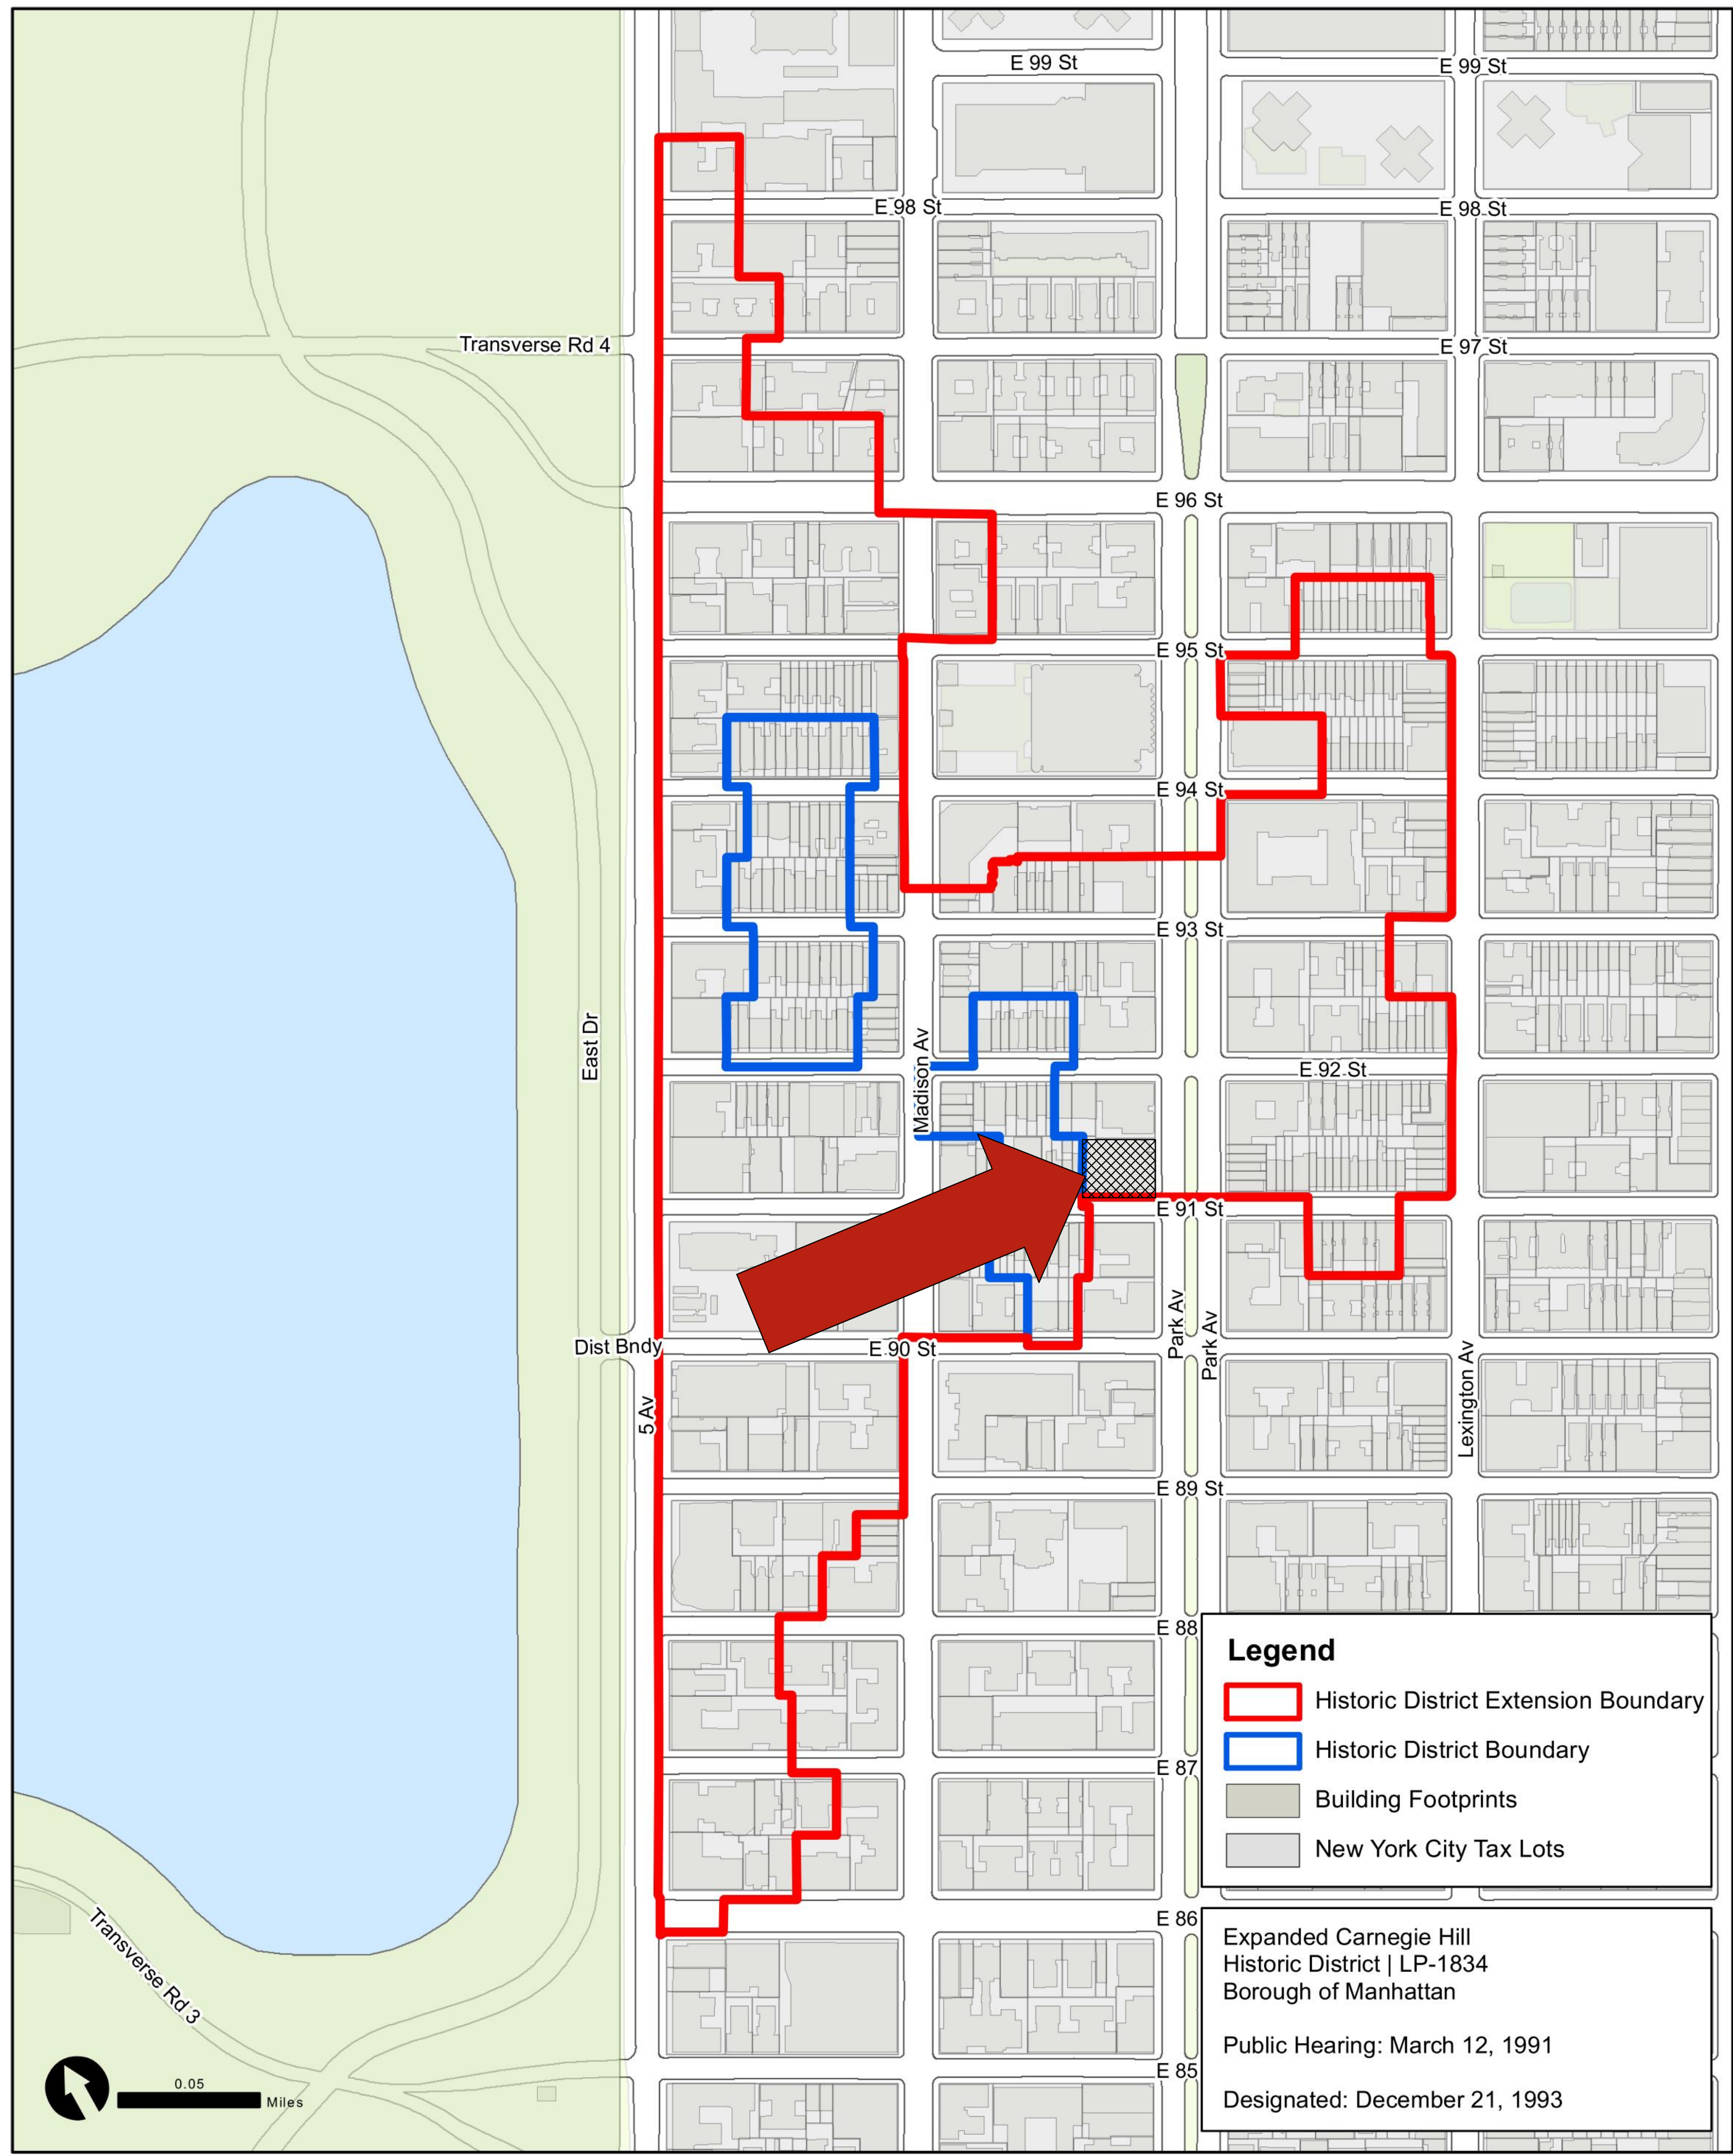 E 99 St
E 99 St
E 98 St
E 98 St
Transverse Rd 4
E 97 St
E 96 St
E 95 St
E 94 St
E 93 St
East Dr
Madison Av
E 92 St
E 91 St
Park Av
Park Av
Dist Bndy
E 90 St
5 Av
Lexington Av
E 89 St
E 88
Legend
Historic District Extension Boundary
Historic District Boundary
Building Footprints
New York City Tax Lots
E 87
E 86
Expanded Carnegie Hill
Historic District | LP-1834
Borough of Manhattan
Public Hearing: March 12, 1991
Designated: December 21, 1993
Transverse Rd 3
E 85
0.05
Miles